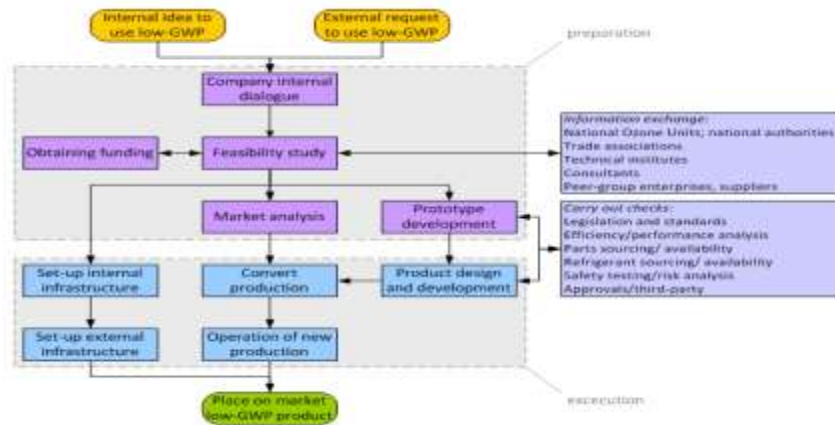 Internal idea to
use low-GWP
External request
to use low-GWP
preparation
Company internal
dialogue
Obtaining funding
Feasibility study
Information exchange:
National Ozone Units; national authorities
Trade associations
Technical institutes
Consultants
Peer-group enterprises, suppliers
Market analysis
Prototype
development
Carry out checks:
Legislation and standards
Efficiency/performance analysis
Parts sourcing/ availability
Refrigerant sourcing/ availability
Safety testing/risk analysis
Approvals/third-party
Set-up internal
infrastructure
Convert
production
Product design
and development
Set-up external
infrastructure
Operation of new
production
Place on market
low-GWP product
excecution